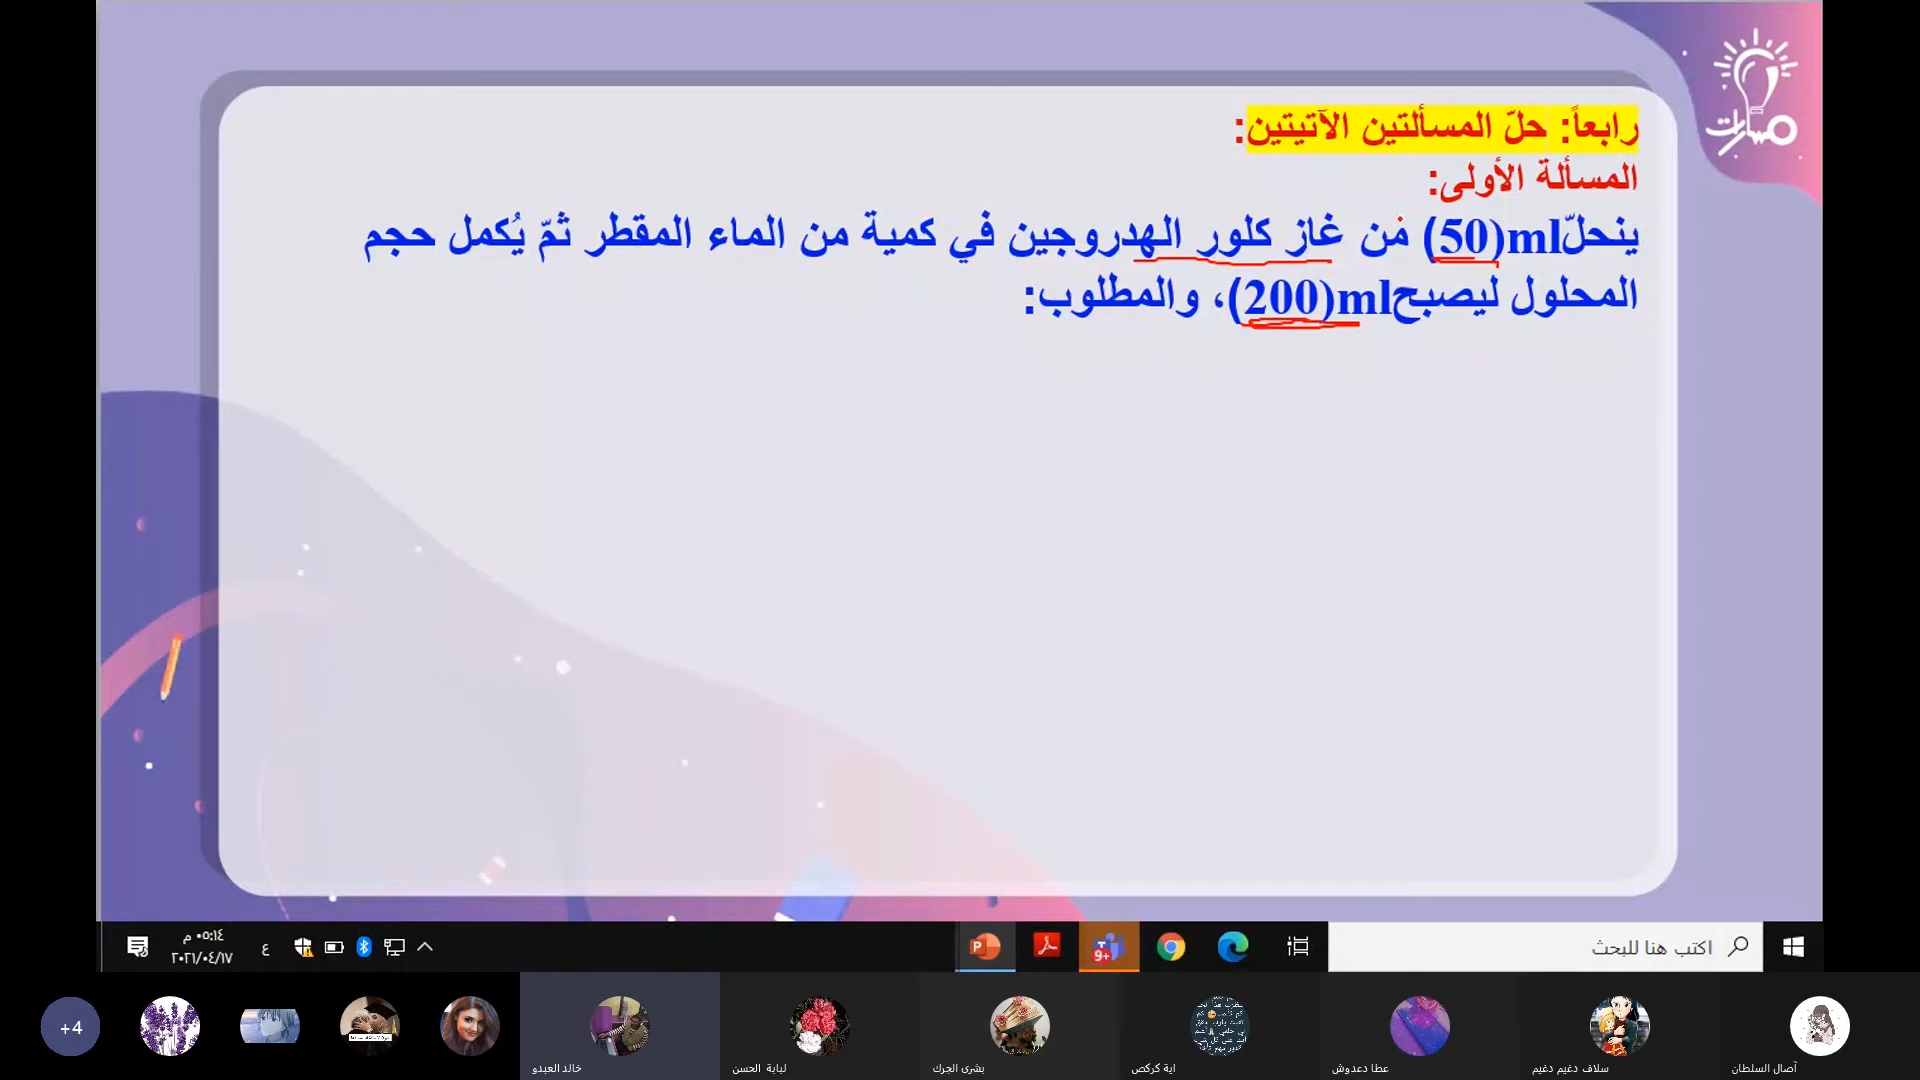 مسارات
رابعاً: حلّ المسألتين الآتيتين:
المسألة الأولى:
ينحلّ (50)ml من غاز كلور الهدروجين في كمية من الماء المقطر ثمّ يُكمل حجم
المحلول ليصبح (200)ml، والمطلوب:
اكتب هنا للبحث
9+
ع
٠٥:١٤ م
٢٠٢١/٠٤/١٧
+4
خالد العبدو
لبابة الحسن
بشرى الجرك
اية كركص
عطا دعدوش
سلاف دغيم دغيم
آصال السلطان